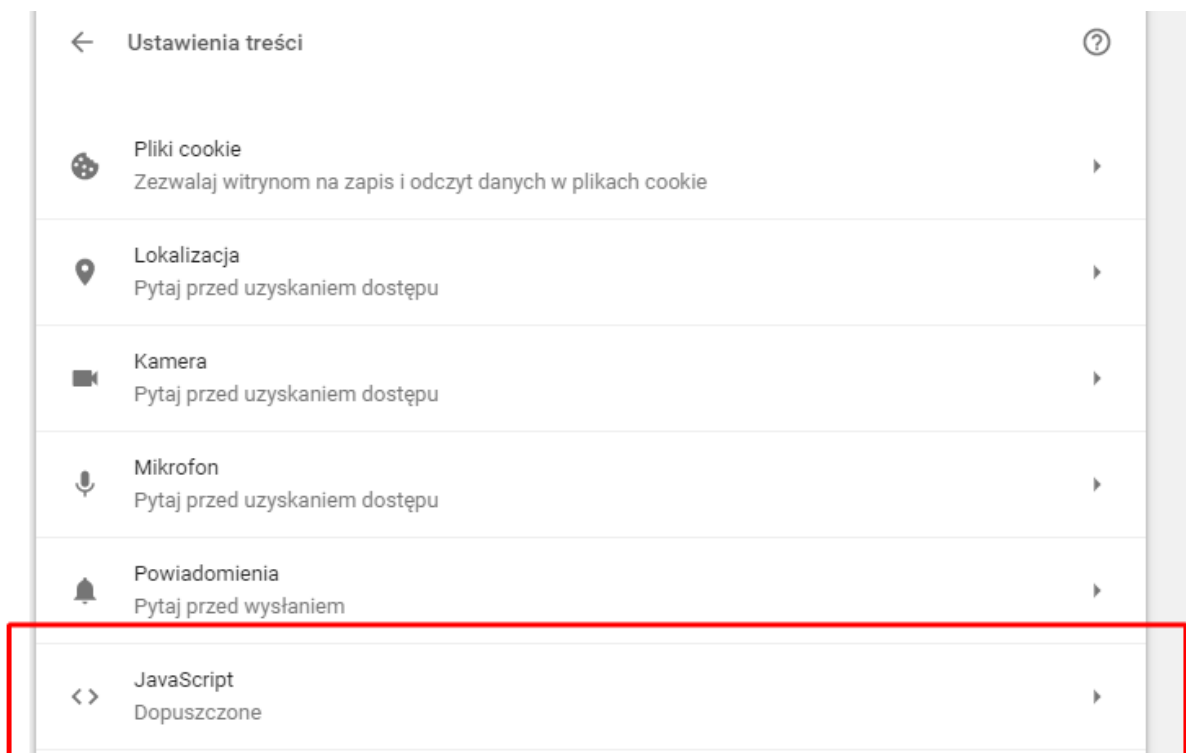 Ustawienia treści
Pliki cookie
Zezwalaj witrynom na zapis i odczyt danych w plikach cookie
Lokalizacja
Pytaj przed uzyskaniem dostępu
Kamera
Pytaj przed uzyskaniem dostępu
Mikrofon
Pytaj przed uzyskaniem dostępu
Powiadomienia
Pytaj przed wysłaniem
JavaScript
Dopuszczone